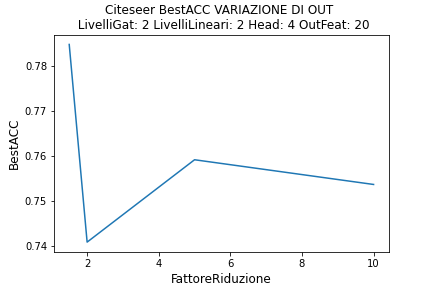 Citeseer BestACC VARIAZIONE DI OUT
LivelliGat: 2 LivelliLineari: 2 Head: 4 OutFeat: 20
0.78
0.77
0.76
0.75
0.74
BestACC
2 4 6 8 10
FattoreRiduzione